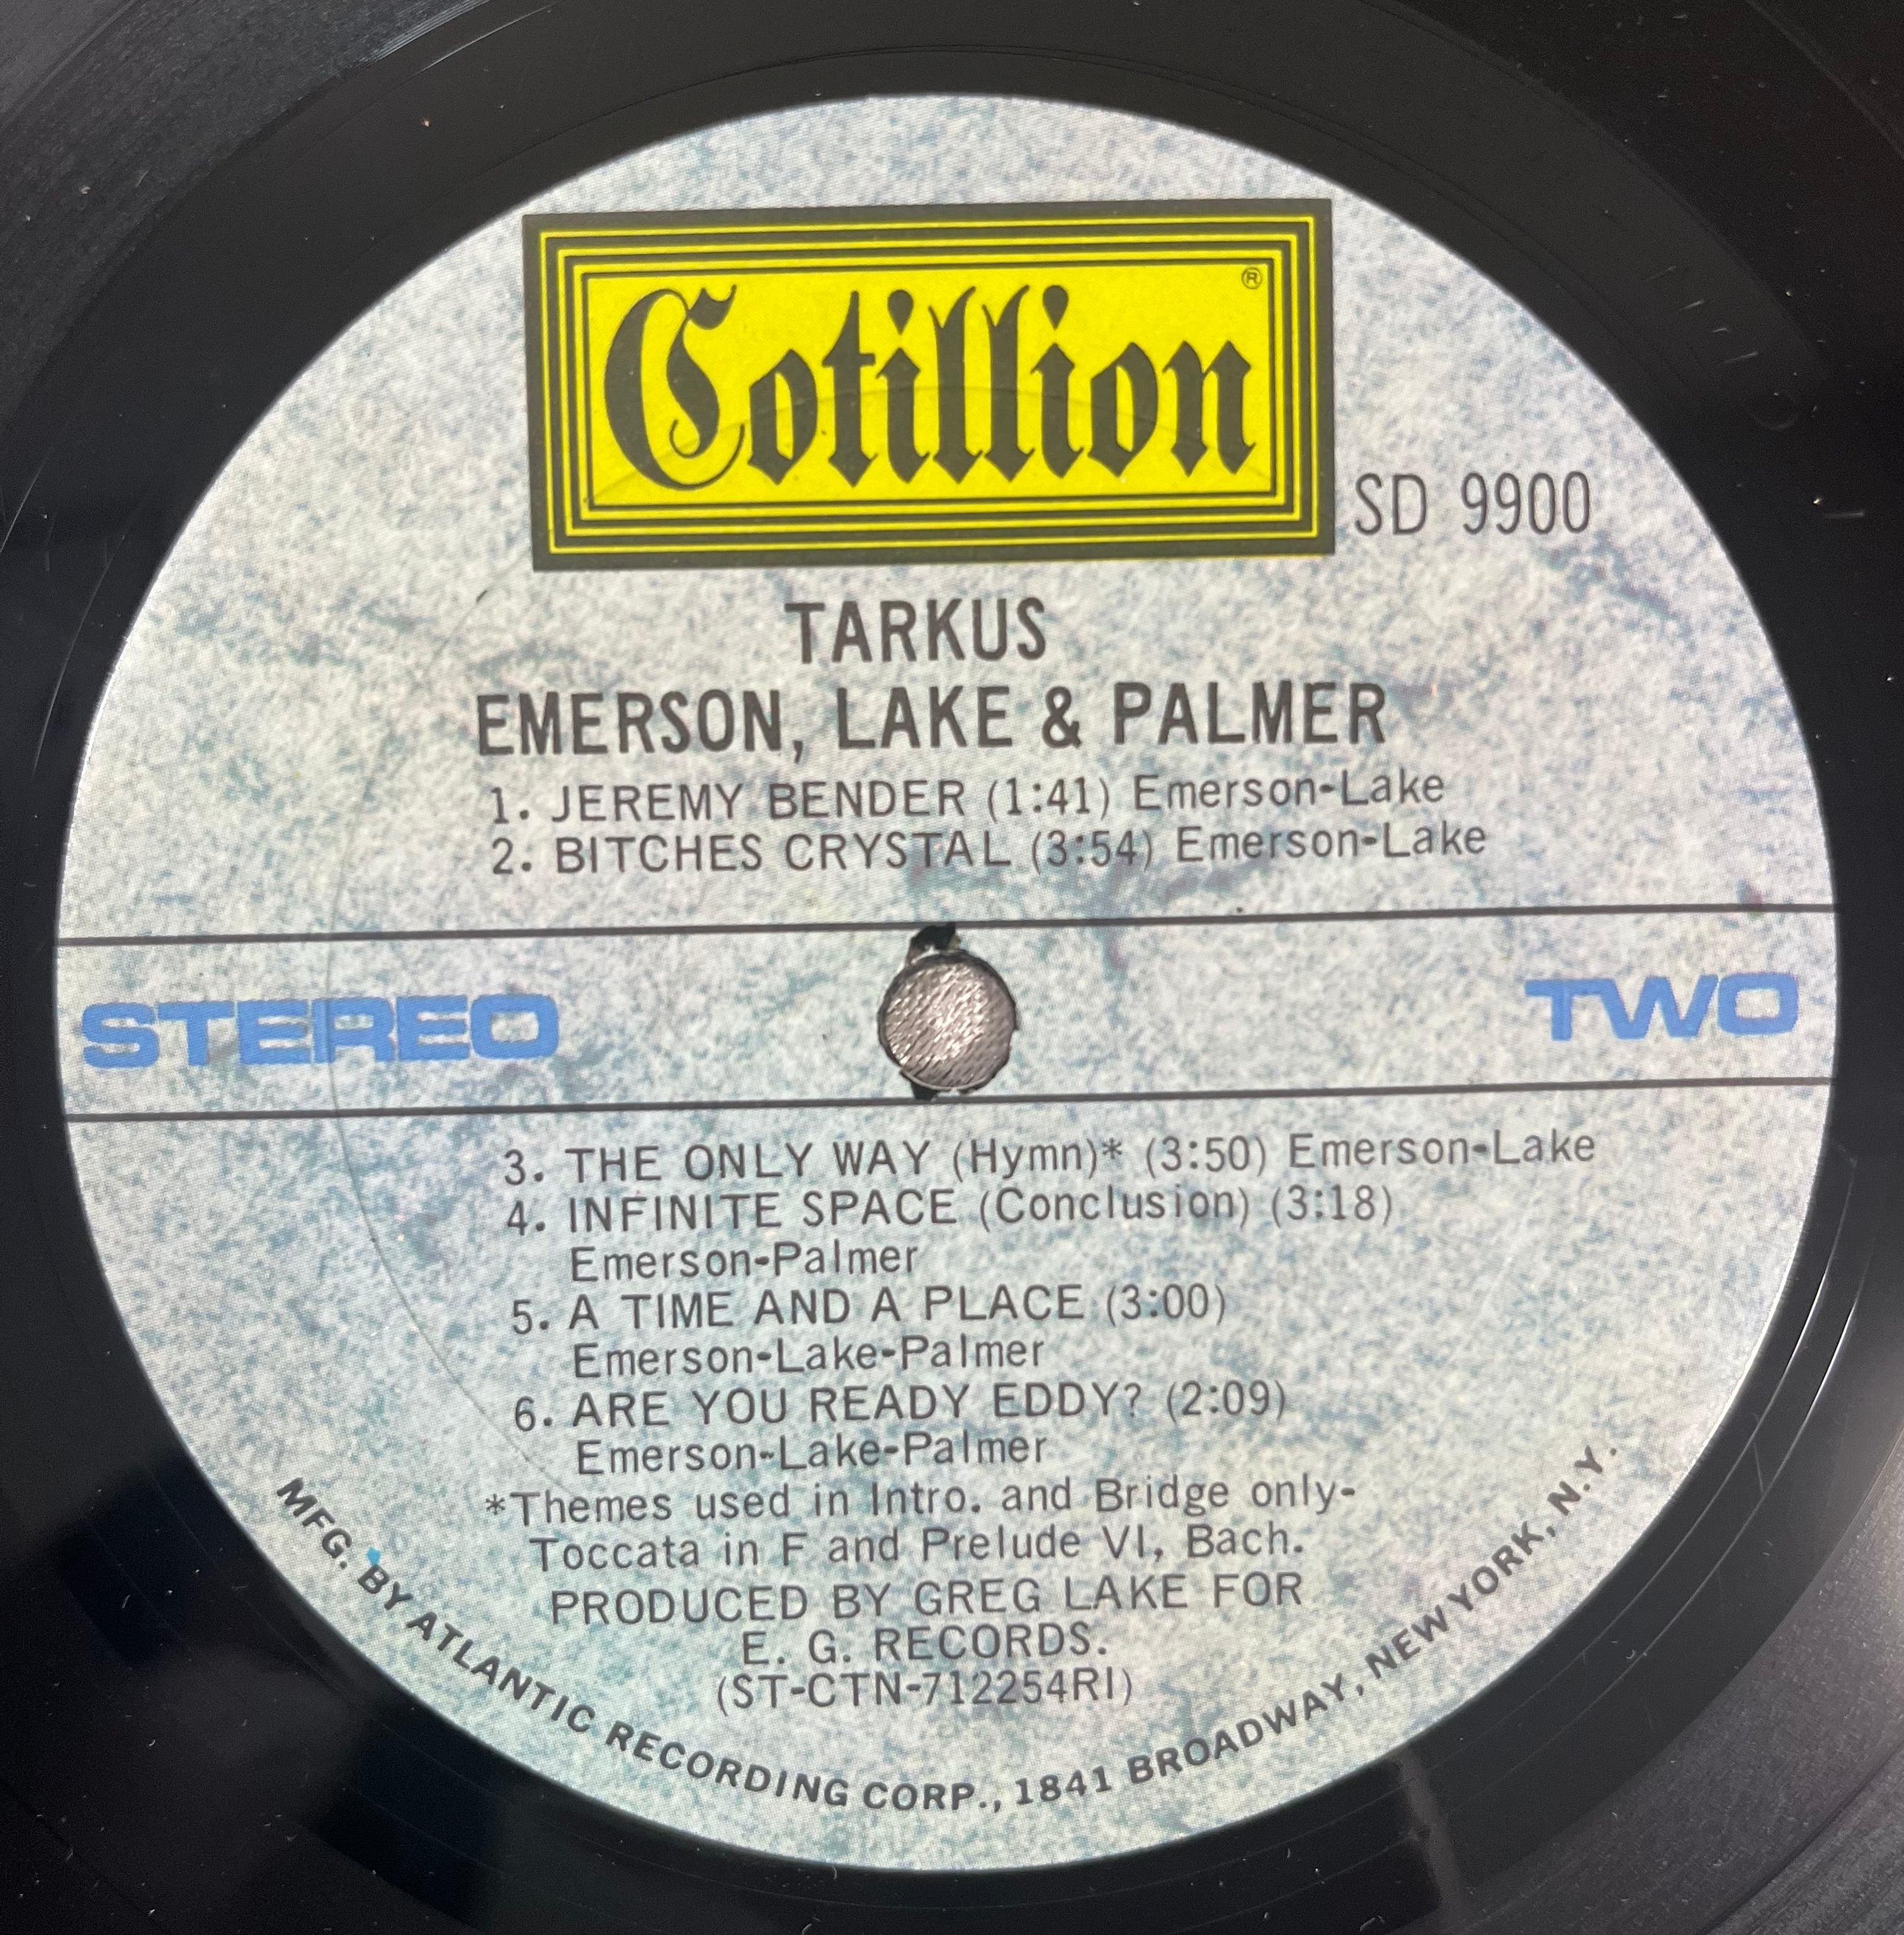 Cotillion ®
SD 9900
TARKUS
EMERSON, LAKE & PALMER
1. JEREMY BENDER (1:41) Emerson-Lake
2. BITCHES CRYSTAL (3:54) Emerson-Lake
STEREO
TWO
3. THE ONLY WAY (Hymn)* (3:50) Emerson-Lake
4. INFINITE SPACE (Conclusion) (3:18)
Emerson-Palmer
5. A TIME AND A PLACE (3:00)
Emerson-Lake-Palmer
6. ARE YOU READY EDDY? (2:09)
Emerson-Lake-Palmer
*Themes used in Intro. and Bridge only-
Toccata in F and Prelude VI, Bach.
PRODUCED BY GREG LAKE FOR
E. G. RECORDS.
(ST-CTN-712254RI)
MFG. BY ATLANTIC RECORDING CORP., 1841 BROADWAY, NEW YORK, N.Y.